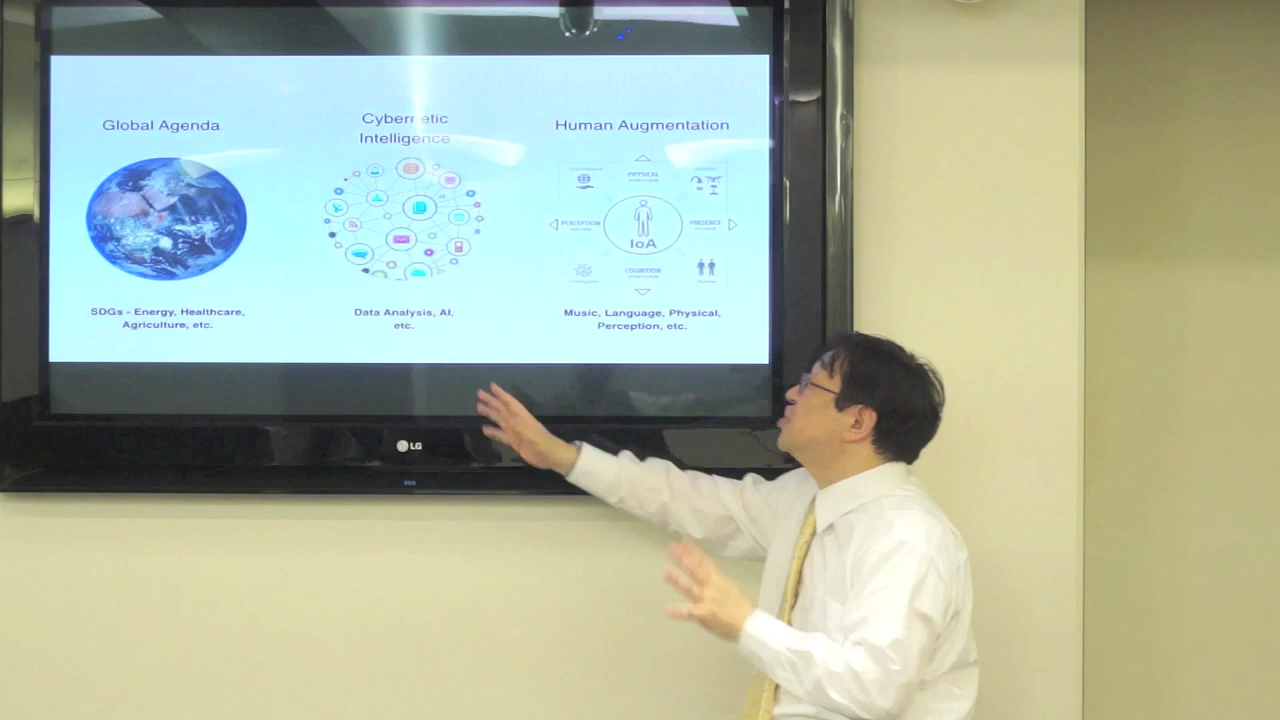 Global Agenda
SDGs - Energy, Healthcare,
Agriculture, etc.
Cybernetic
Intelligence
Data Analysis, AI,
etc.
Human Augmentation
PHYSICAL
PERCEPTION
PRESENCE
IoA
COGNITION
Music, Language, Physical,
Perception, etc.
LG